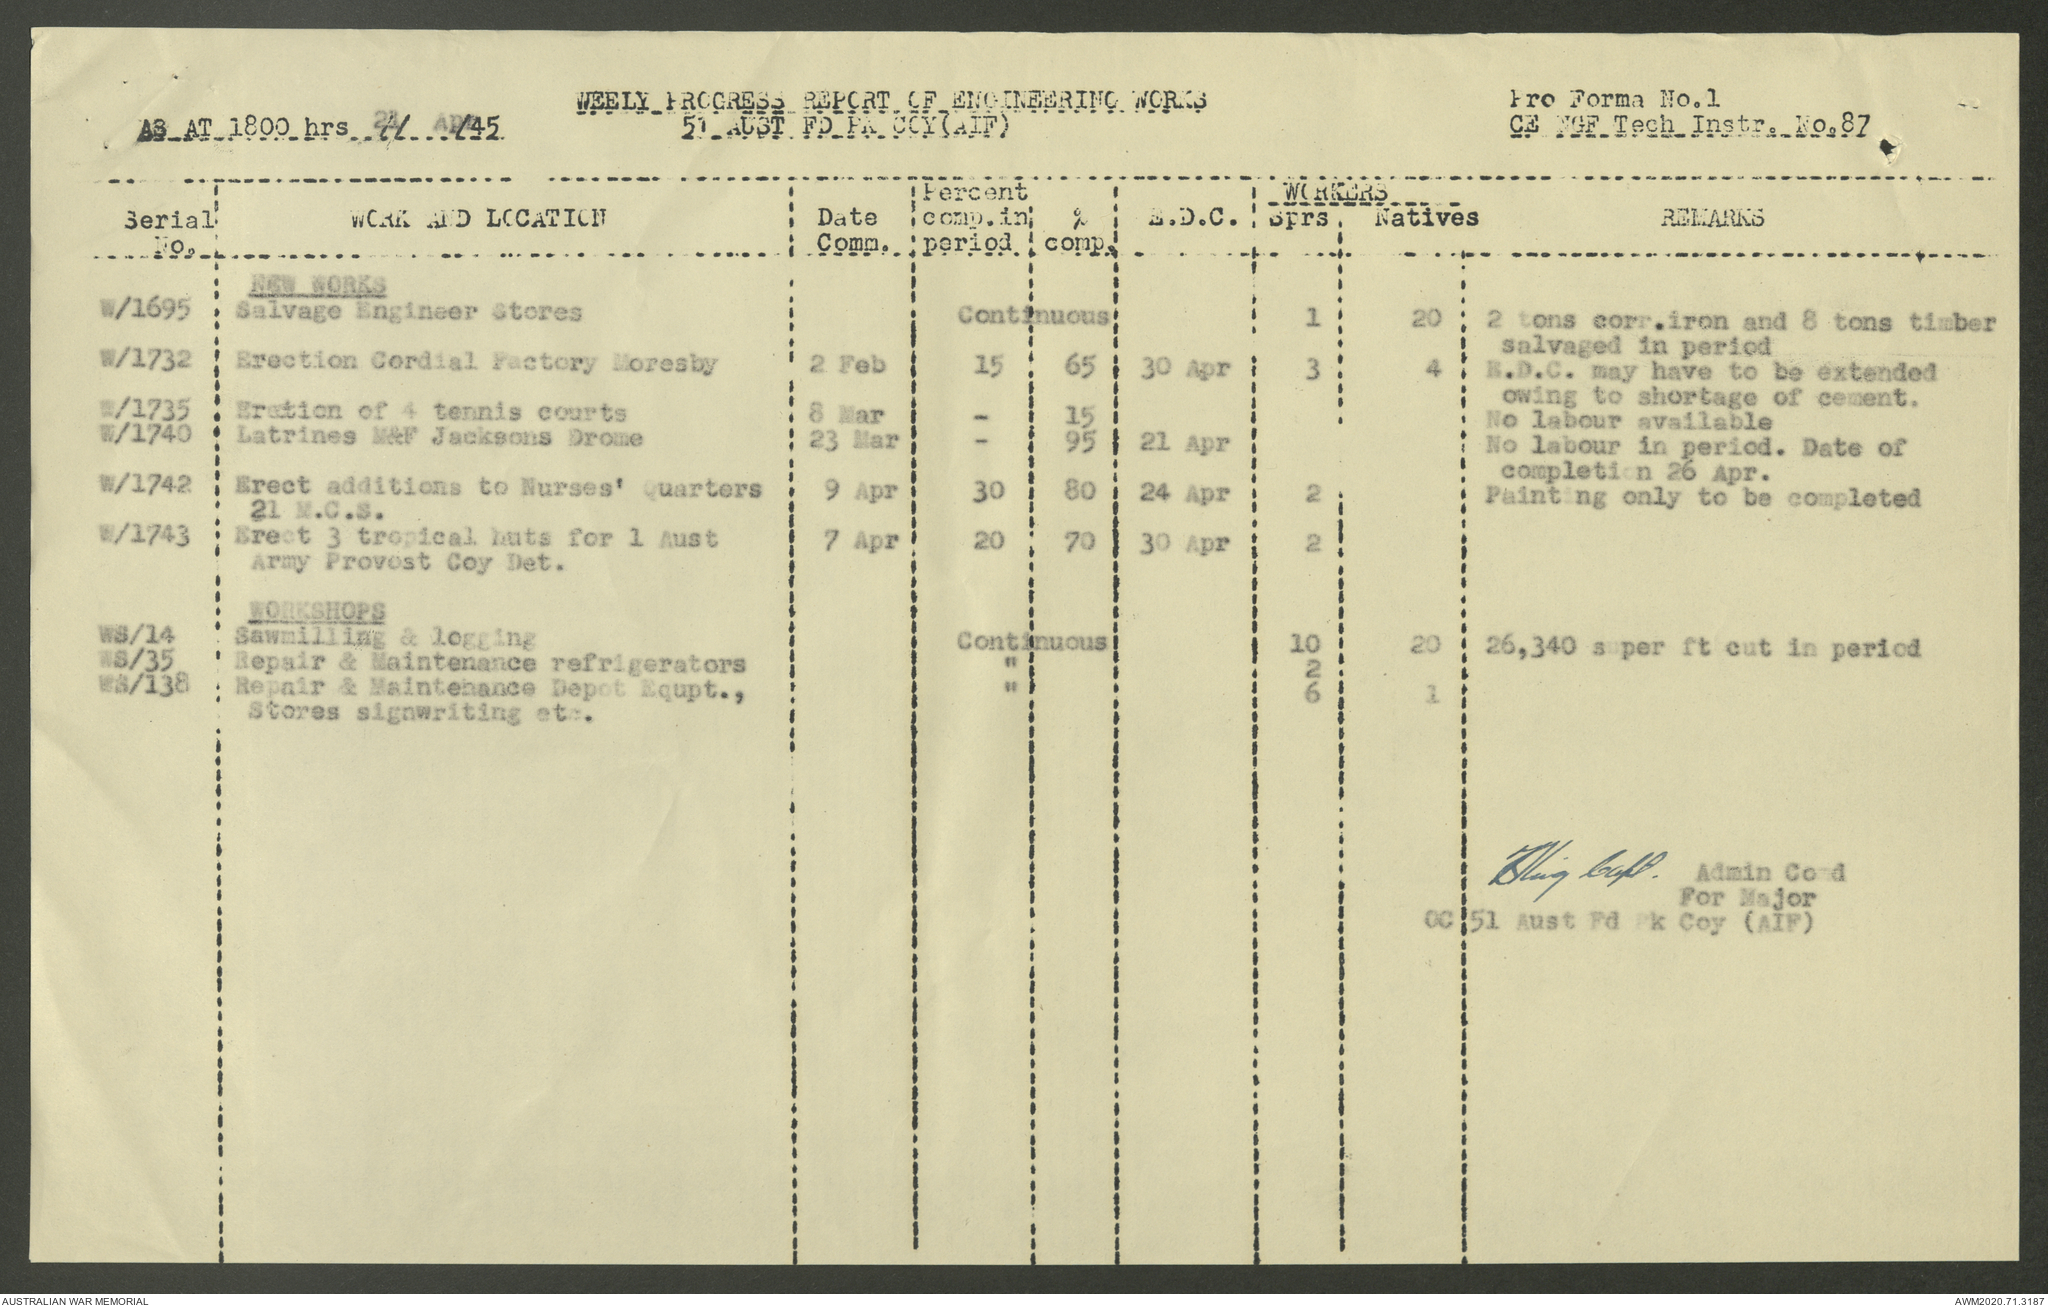 WEELY PROGRESS REPORT OF ENGINEERING WORKS
51 AUST FD PK COY(AIF)
AS AT 1800 hrs 21/ Apr /45
Pro Forma No.1
CE NGF Tech Instr. No.87
Serial No. WORK AND LOCATION Date Comm. Percent comp.in period % comp. E.D.C. WORKERS Sprs Natives REMARKS
NEW WORKS
W/1695 Salvage Engineer Stores Continuous 1 20 2 tons corr.iron and 8 tons timber
salvaged in period
W/1732 Erection Cordial Factory Moresby 2 Feb 15 65 30 Apr 3 4 E.D.C. may have to be extended
owing to shortage of cement.
W/1735 Eretion of 4 tennis courts 8 Mar - 15 No labour available
W/1740 Latrines M&F Jacksons Drome 23 Mar - 95 21 Apr No labour in period. Date of
completion 26 Apr.
W/1742 Erect additions to Nurses' Quarters 9 Apr 30 80 24 Apr 2 Painting only to be completed
21 M.C.S.
W/1743 Erect 3 tropical huts for 1 Aust 7 Apr 20 70 30 Apr 2
Army Provost Coy Det.
WORKSHOPS
WS/14 Sawmilling & logging Continuous 10 20 26,340 super ft cut in period
WS/35 Repair & Maintenance refrigerators " 2
WS/138 Repair & Maintenance Depot Equpt., " 6 1
Stores signwriting etc.
Capt. Admin Comd
For Major
OC 51 Aust Fd Pk Coy (AIF)
AUSTRALIAN WAR MEMORIAL
AWM2020.71.3187